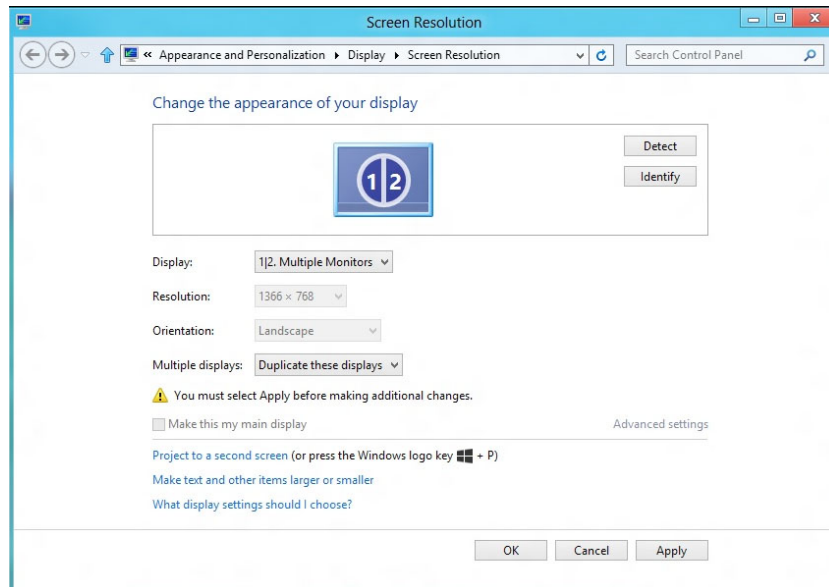 Screen Resolution
« Appearance and Personalization ▸ Display ▸ Screen Resolution
Search Control Panel
Change the appearance of your display
1|2
Detect
Identify
Display: 1|2. Multiple Monitors
Resolution: 1366 × 768
Orientation: Landscape
Multiple displays: Duplicate these displays
You must select Apply before making additional changes.
Make this my main display
Advanced settings
Project to a second screen (or press the Windows logo key + P)
Make text and other items larger or smaller
What display settings should I choose?
OK
Cancel
Apply